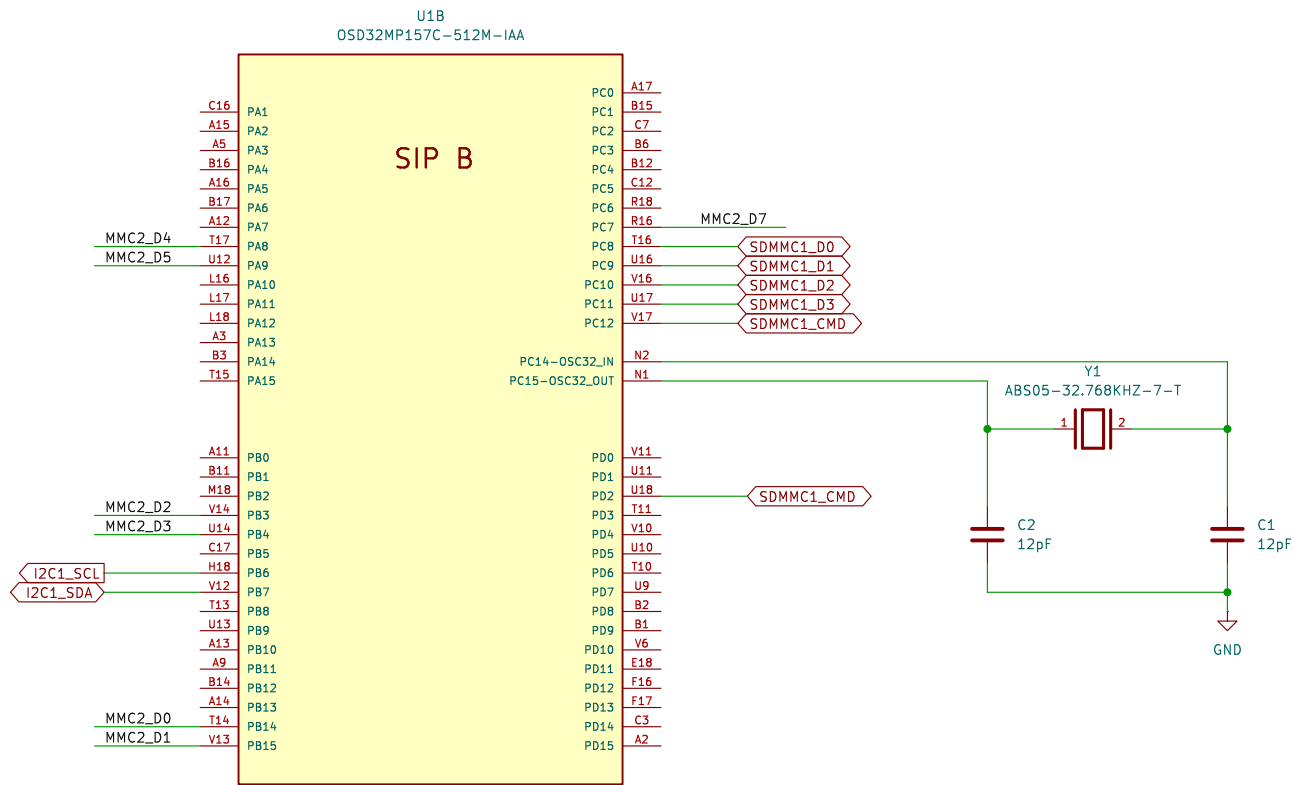 U1B
OSD32MP157C-512M-IAA
SIP B
C16 PA1
A15 PA2
A5 PA3
B16 PA4
A16 PA5
B17 PA6
A12 PA7
MMC2_D4 T17 PA8
MMC2_D5 U12 PA9
L16 PA10
L17 PA11
L18 PA12
A3 PA13
B3 PA14
T15 PA15
A11 PB0
B11 PB1
M18 PB2
MMC2_D2 V14 PB3
MMC2_D3 U14 PB4
C17 PB5
I2C1_SCL H18 PB6
I2C1_SDA V12 PB7
T13 PB8
U13 PB9
A13 PB10
A9 PB11
B14 PB12
A14 PB13
MMC2_D0 T14 PB14
MMC2_D1 V13 PB15
PC0 A17
PC1 B15
PC2 C7
PC3 B6
PC4 B12
PC5 C12
PC6 R18
PC7 R16 MMC2_D7
PC8 T16 SDMMC1_D0
PC9 U16 SDMMC1_D1
PC10 V16 SDMMC1_D2
PC11 U17 SDMMC1_D3
PC12 V17 SDMMC1_CMD
PC14-OSC32_IN N2
PC15-OSC32_OUT N1
PD0 V11
PD1 U11
PD2 U18 SDMMC1_CMD
PD3 T11
PD4 V10
PD5 U10
PD6 T10
PD7 U9
PD8 B2
PD9 B1
PD10 V6
PD11 E18
PD12 F16
PD13 F17
PD14 C3
PD15 A2
Y1
ABS05-32.768KHZ-7-T
1 2
C2
12pF
C1
12pF
GND